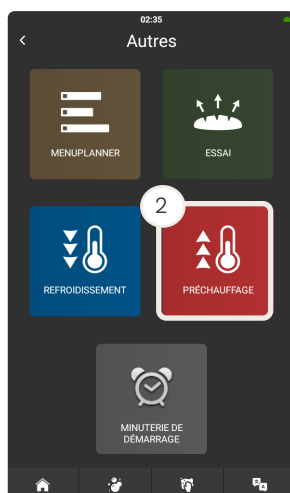 02:35
Autres
MENUPLANNER
ESSAI
2
REFROIDISSEMENT
PRÉCHAUFFAGE
MINUTERIE DE
DÉMARRAGE